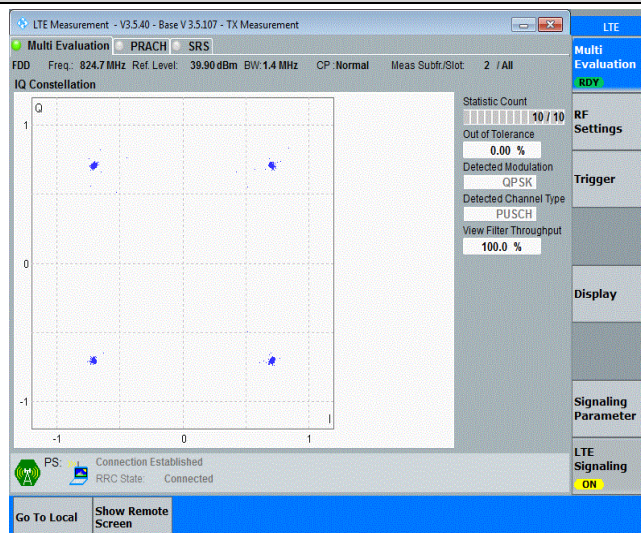 LTE Measurement - V3.5.40 - Base V 3.5.107 - TX Measurement
LTE
Multi Evaluation PRACH SRS
FDD Freq.: 824.7 MHz Ref. Level: 39.90 dBm BW: 1.4 MHz CP : Normal Meas Subfr./Slot: 2 / All
IQ Constellation
Q
1
0
-1
I
-1 0 1
Statistic Count
10 / 10
Out of Tolerance
0.00 %
Detected Modulation
QPSK
Detected Channel Type
PUSCH
View Filter Throughput
100.0 %
PS: Connection Established
RRC State: Connected
Multi
Evaluation
RDY
RF
Settings
Trigger
Display
Signaling
Parameter
LTE
Signaling
ON
Go To Local
Show Remote
Screen